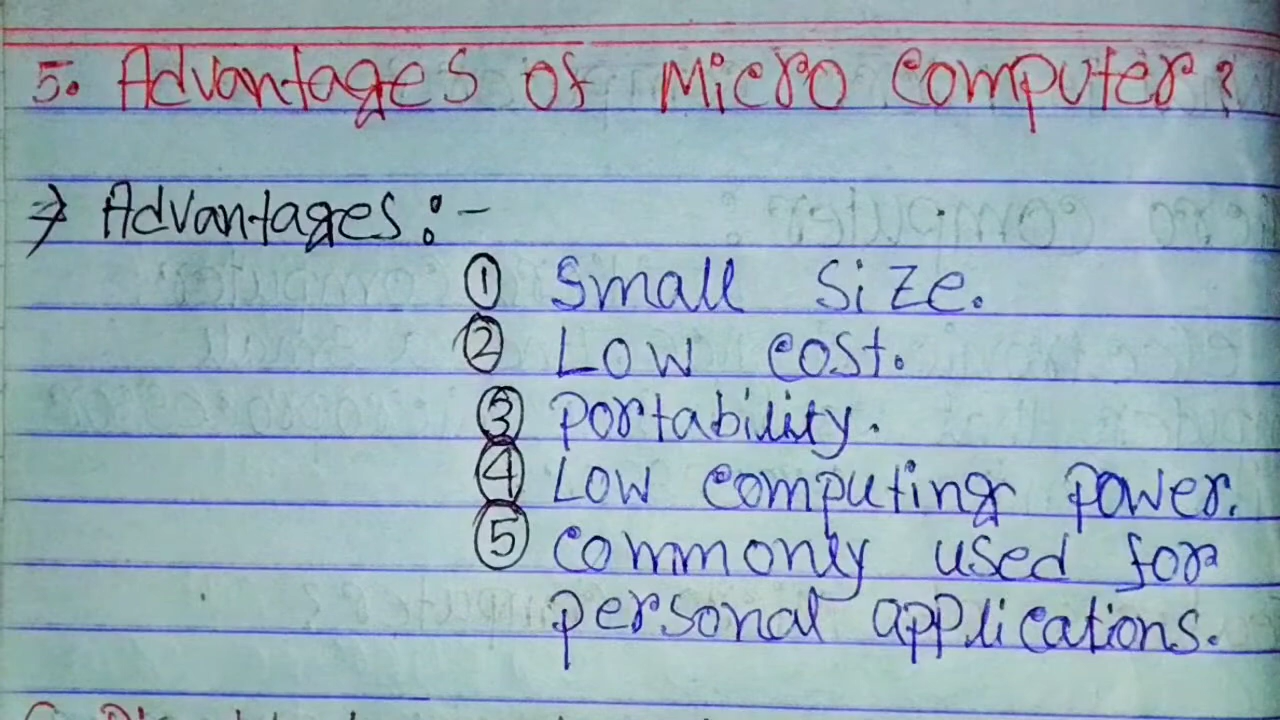 5. Advantages of Micro Computer?
⇒ Advantages:-
① Small Size.
② Low cost.
③ Portability.
④ Low computing power.
⑤ Commonly used for
personal applications.